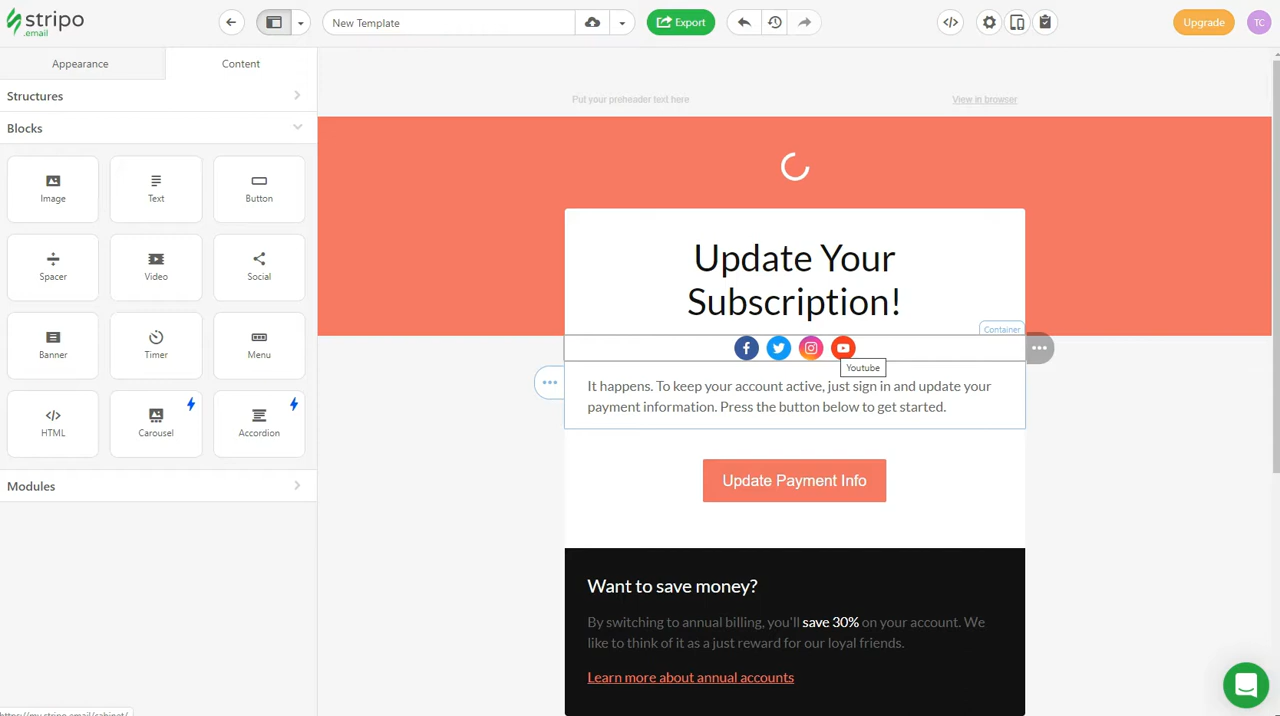 stripo
.email
New Template
Export
Upgrade
TC
Appearance
Content
Structures
Blocks
Image
Text
Button
Spacer
Video
Social
Banner
Timer
Menu
HTML
Carousel
Accordion
Modules
Put your preheader text here
View in browser
Update Your
Subscription!
Container
Youtube
It happens. To keep your account active, just sign in and update your
payment information. Press the button below to get started.
Update Payment Info
Want to save money?
By switching to annual billing, you'll save 30% on your account. We
like to think of it as a just reward for our loyal friends.
Learn more about annual accounts
https://my.stripo.email/cabinet/